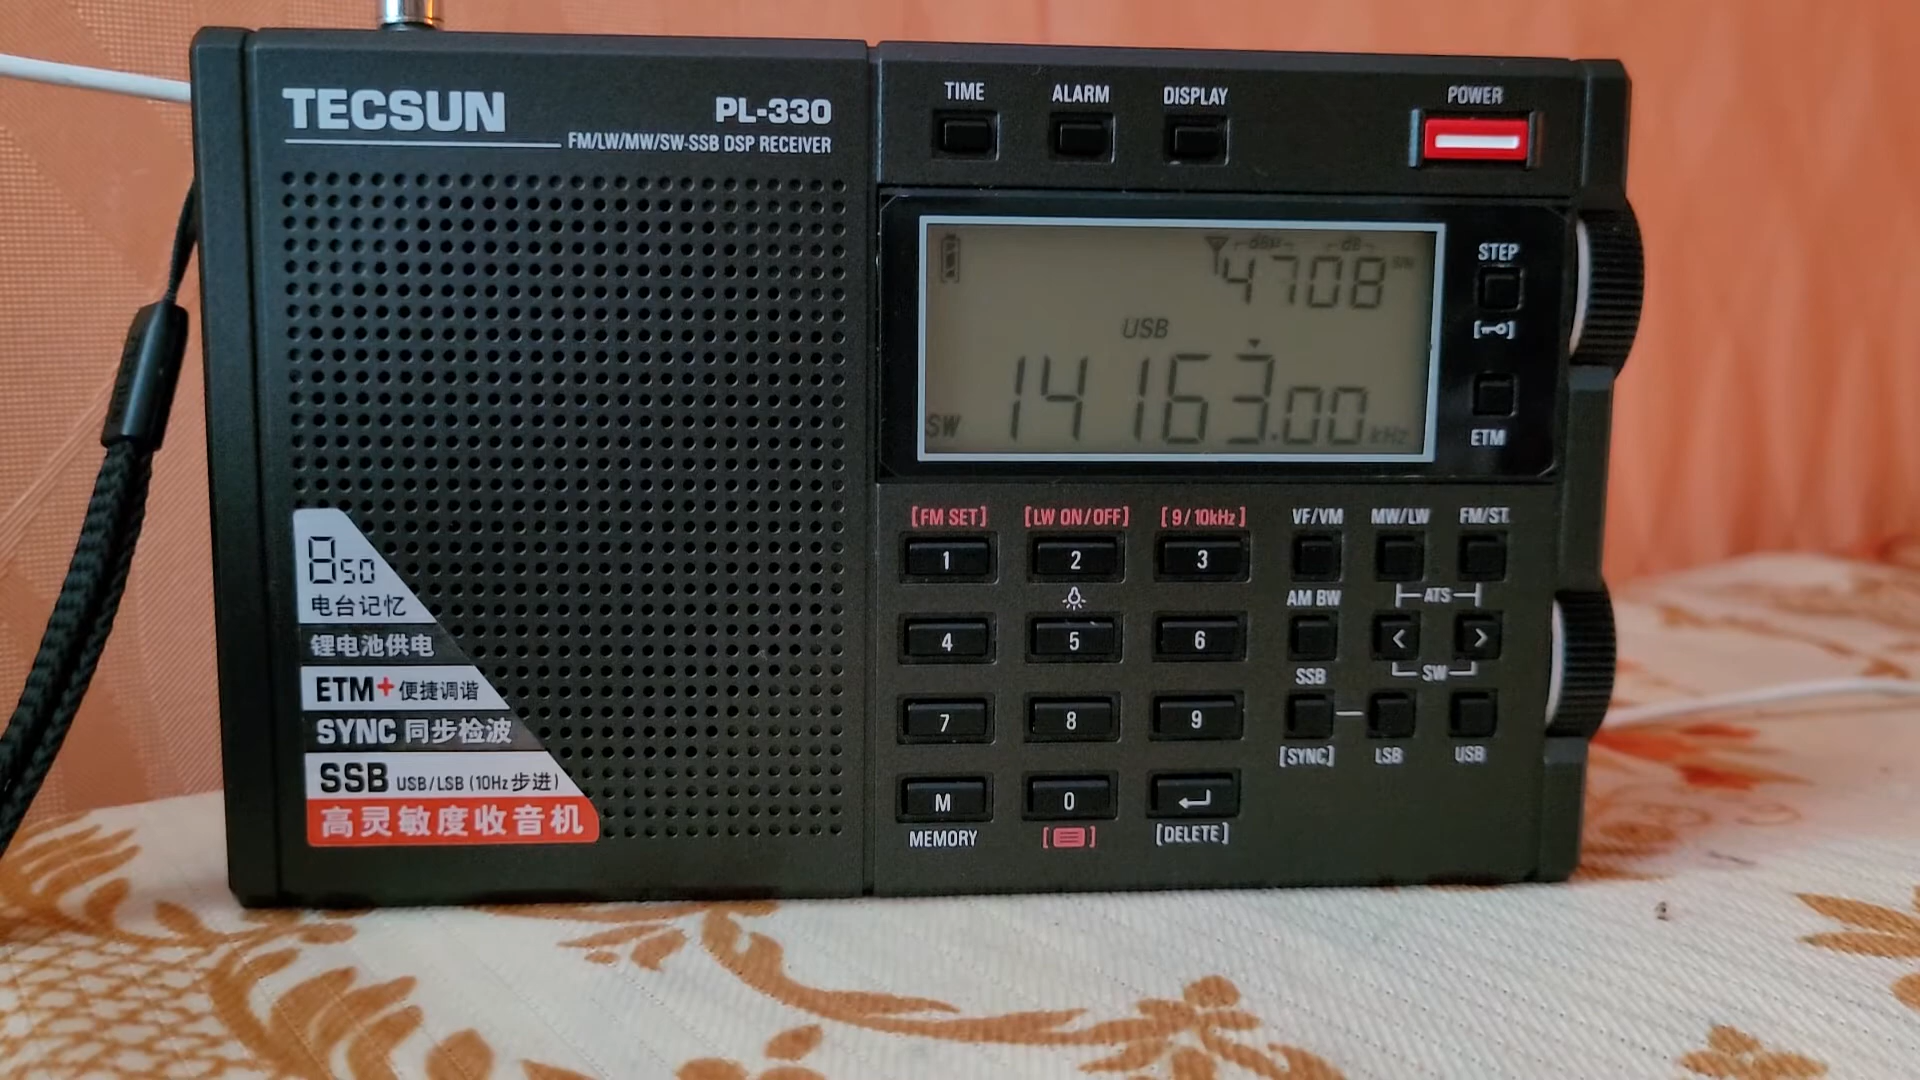 TECSUN
PL-330
FM/LW/MW/SW-SSB DSP RECEIVER
TIME ALARM DISPLAY POWER
4708
USB
SW 14163.00 kHz
STEP
ETM
850
电台记忆
锂电池供电
ETM+ 便捷调谐
SYNC 同步检波
SSB USB/LSB (10Hz 步进)
高灵敏度收音机
[FM SET] [LW ON/OFF] [9/10kHz] VF/VM MW/LW FM/ST.
1 2 3
AM BW ATS
4 5 6 < >
SSB SW
7 8 9
[SYNC] LSB USB
M 0
MEMORY [DELETE]